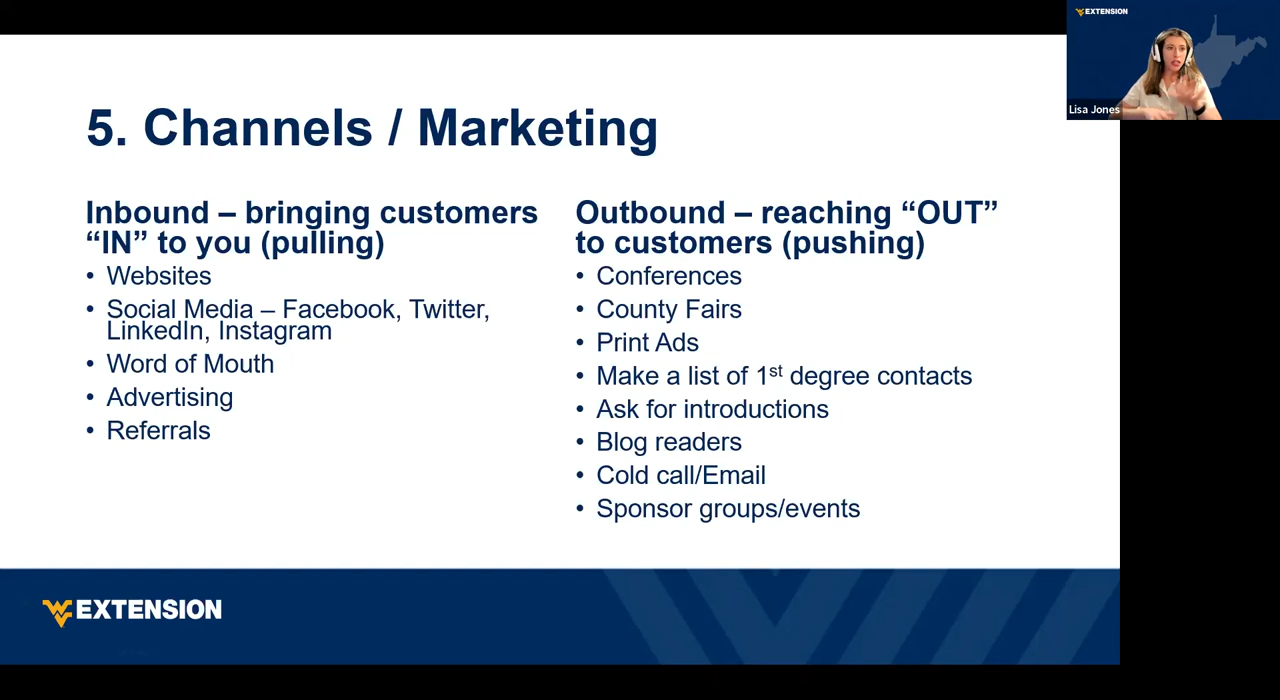 EXTENSION
Lisa Jones
5. Channels / Marketing
Inbound – bringing customers
“IN” to you (pulling)
• Websites
• Social Media – Facebook, Twitter,
LinkedIn, Instagram
• Word of Mouth
• Advertising
• Referrals
Outbound – reaching “OUT”
to customers (pushing)
• Conferences
• County Fairs
• Print Ads
• Make a list of 1st degree contacts
• Ask for introductions
• Blog readers
• Cold call/Email
• Sponsor groups/events
EXTENSION